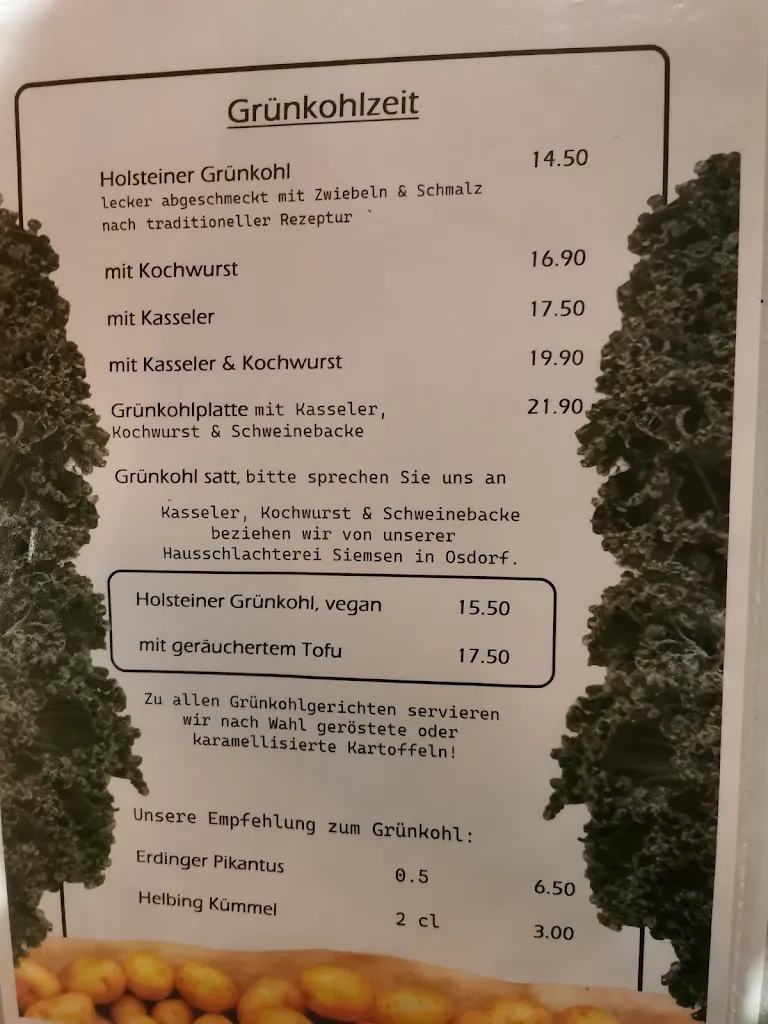 Grünkohlzeit
Holsteiner Grünkohl 14.50
lecker abgeschmeckt mit Zwiebeln & Schmalz
nach traditioneller Rezeptur
mit Kochwurst 16.90
mit Kasseler 17.50
mit Kasseler & Kochwurst 19.90
Grünkohlplatte mit Kasseler, 21.90
Kochwurst & Schweinebacke
Grünkohl satt, bitte sprechen Sie uns an
Kasseler, Kochwurst & Schweinebacke
beziehen wir von unserer
Hausschlachterei Siemsen in Osdorf.
Holsteiner Grünkohl, vegan 15.50
mit geräuchertem Tofu 17.50
Zu allen Grünkohlgerichten servieren
wir nach Wahl geröstete oder
karamellisierte Kartoffeln!
Unsere Empfehlung zum Grünkohl:
Erdinger Pikantus 0.5 6.50
Helbing Kümmel 2 cl 3.00